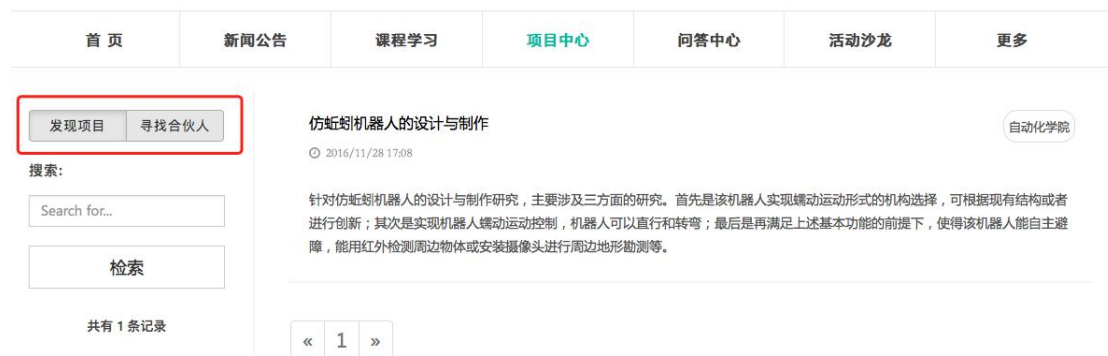 首 页 新闻公告 课程学习 项目中心 问答中心 活动沙龙 更多
发现项目 寻找合伙人
搜索：
Search for...
检索
共有 1 条记录
仿蚯蚓机器人的设计与制作
自动化学院
2016/11/28 17:08
针对仿蚯蚓机器人的设计与制作研究，主要涉及三方面的研究。首先是该机器人实现蠕动运动形式的机构选择，可根据现有结构或者
进行创新；其次是实现机器人蠕动运动控制，机器人可以直行和转弯；最后是再满足上述基本功能的前提下，使得该机器人能自主避
障，能用红外检测周边物体或安装摄像头进行周边地形勘测等。
« 1 »